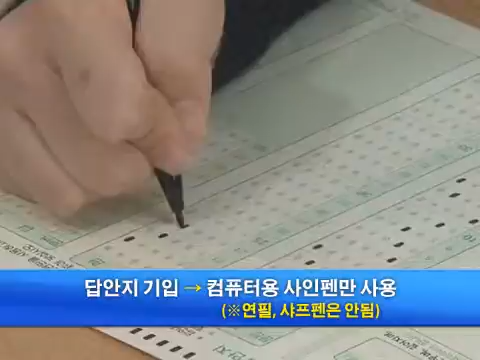 답안지 기입 → 컴퓨터용 사인펜만 사용
(※연필, 샤프펜은 안됨)